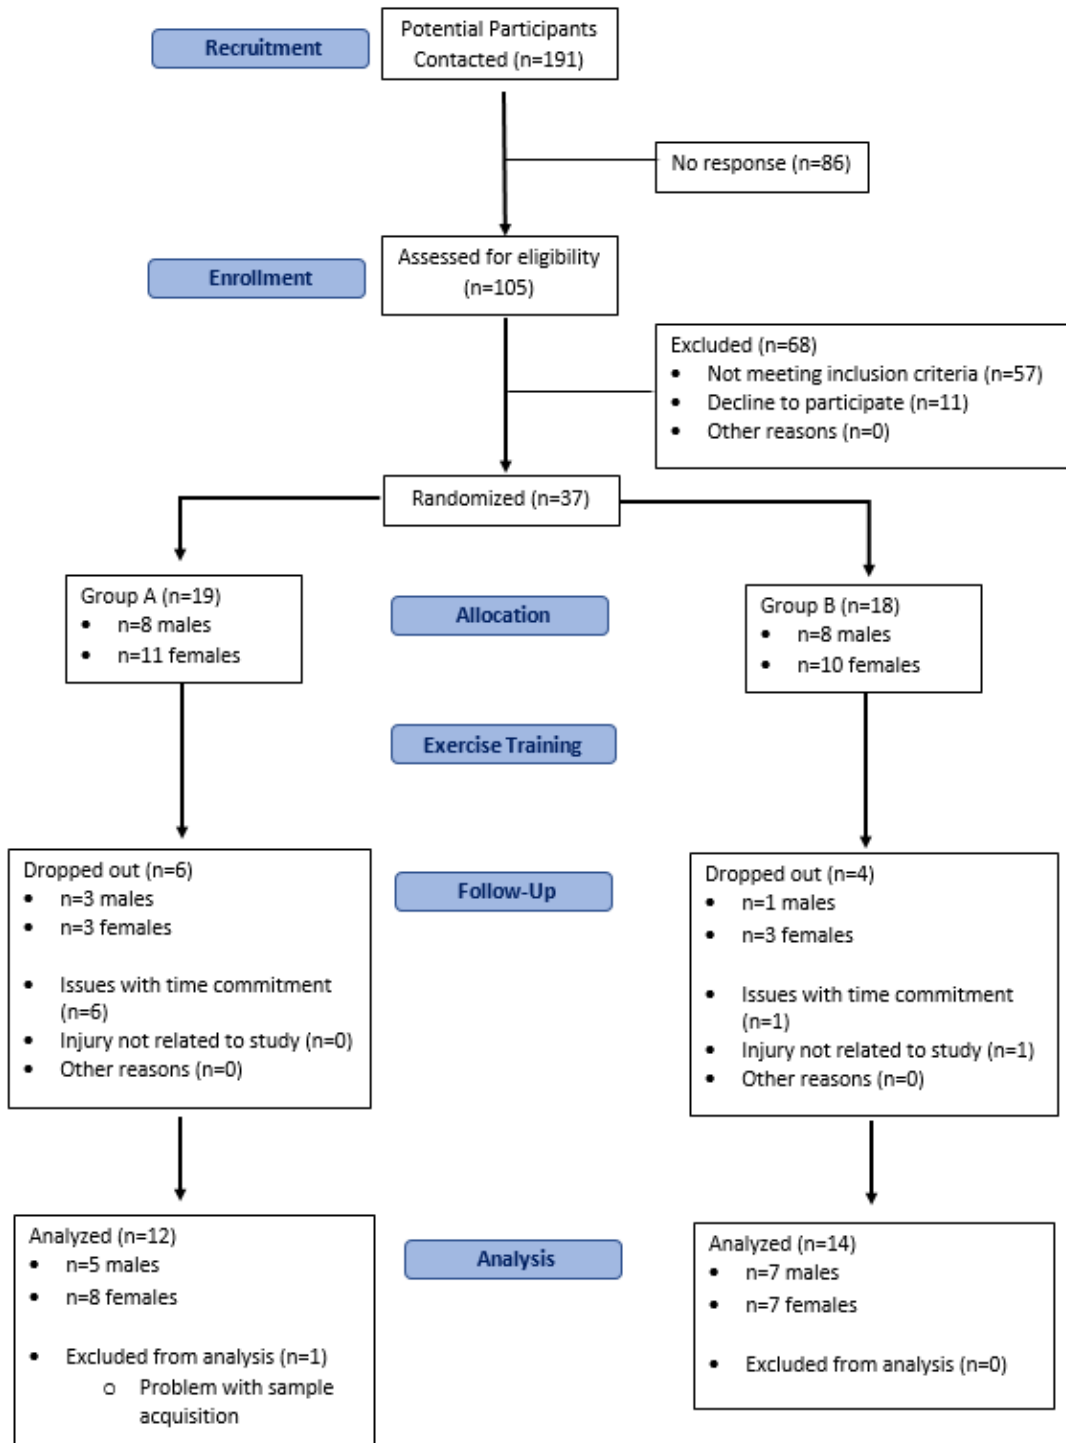 Recruitment
Potential Participants
Contacted (n=191)
No response (n=86)
Enrollment
Assessed for eligibility
(n=105)
Excluded (n=68)
• Not meeting inclusion criteria (n=57)
• Decline to participate (n=11)
• Other reasons (n=0)
Randomized (n=37)
Group A (n=19)
• n=8 males
• n=11 females
Allocation
Group B (n=18)
• n=8 males
• n=10 females
Exercise Training
Dropped out (n=6)
• n=3 males
• n=3 females
• Issues with time commitment
(n=6)
• Injury not related to study (n=0)
• Other reasons (n=0)
Follow-Up
Dropped out (n=4)
• n=1 males
• n=3 females
• Issues with time commitment
(n=1)
• Injury not related to study (n=1)
• Other reasons (n=0)
Analyzed (n=12)
• n=5 males
• n=8 females
• Excluded from analysis (n=1)
o Problem with sample
acquisition
Analysis
Analyzed (n=14)
• n=7 males
• n=7 females
• Excluded from analysis (n=0)